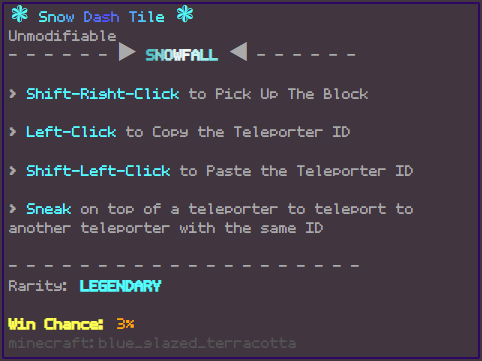 ❃ Snow Dash Tile ❃
Unmodifiable
- - - - - - ▶ SNOWFALL ◀ - - - - - -
> Shift-Right-Click to Pick Up The Block
> Left-Click to Copy the Teleporter ID
> Shift-Left-Click to Paste the Teleporter ID
> Sneak on top of a teleporter to teleport to
another teleporter with the same ID
- - - - - - - - - - - - - - - - - - - -
Rarity: LEGENDARY
Win Chance: 3%
minecraft:blue_glazed_terracotta